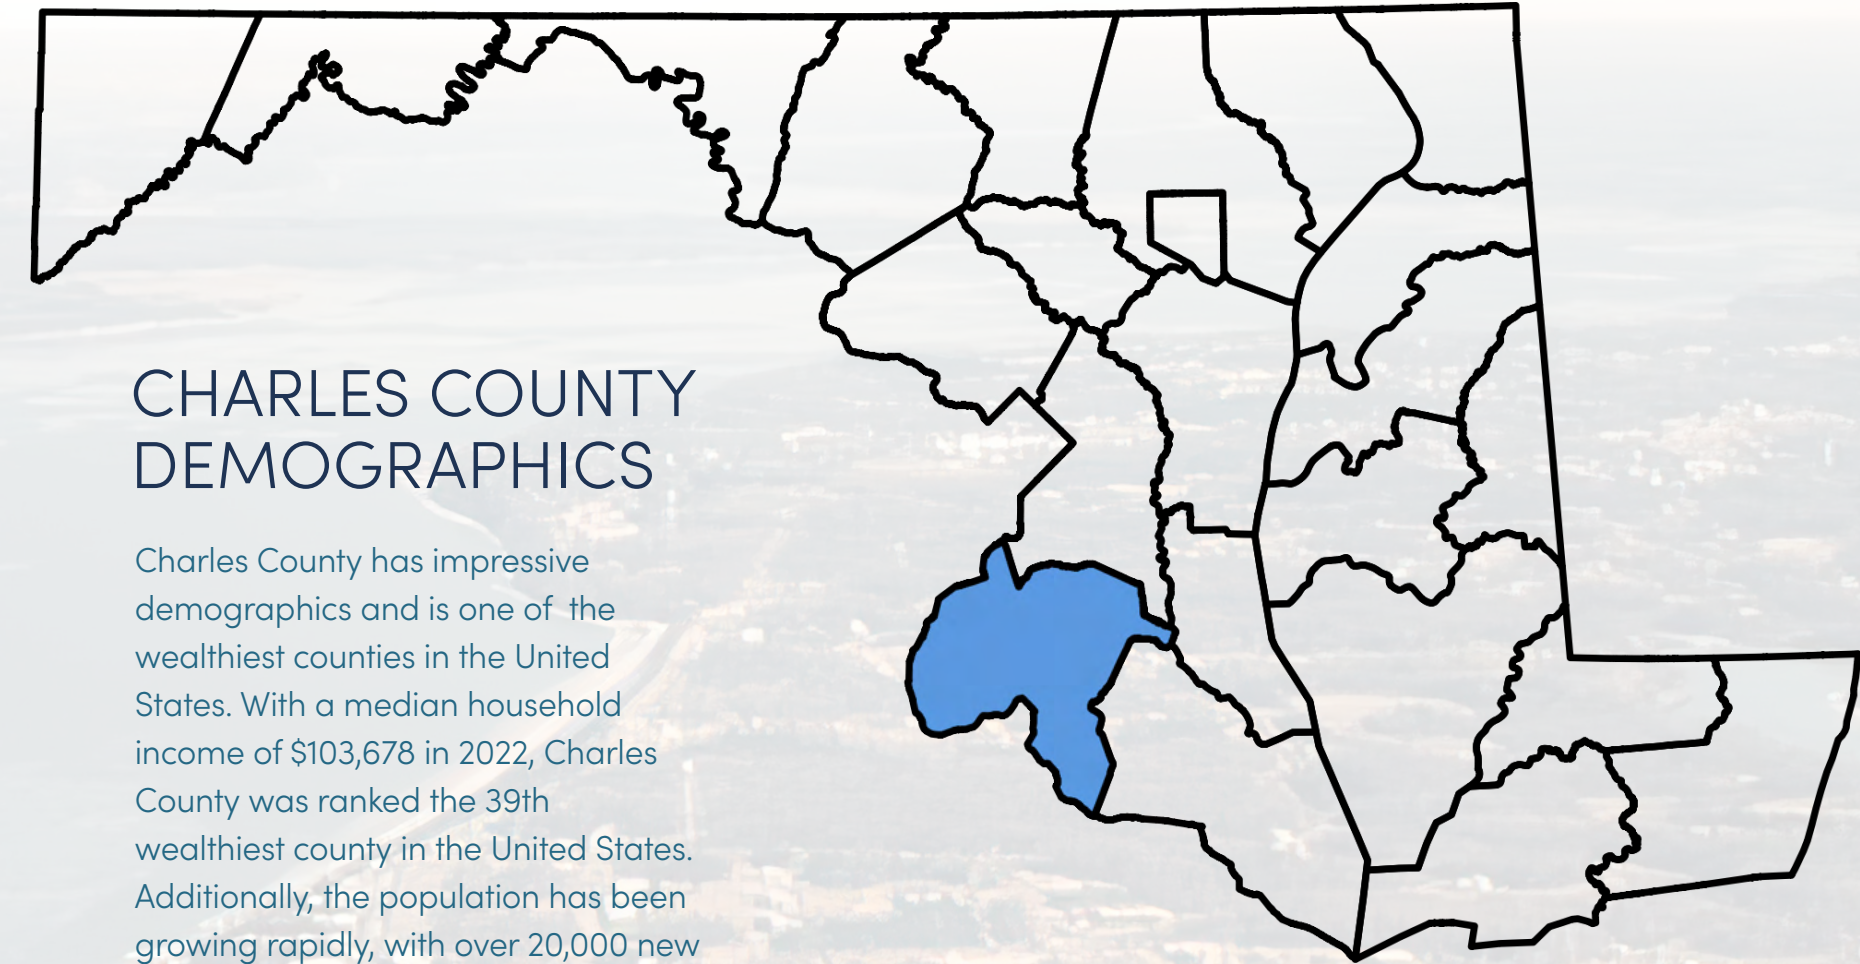 CHARLES COUNTY
DEMOGRAPHICS
Charles County has impressive
demographics and is one of  the
wealthiest counties in the United
States. With a median household
income of $103,678 in 2022, Charles
County was ranked the 39th
wealthiest county in the United States.
Additionally, the population has been
growing rapidly, with over 20,000 new